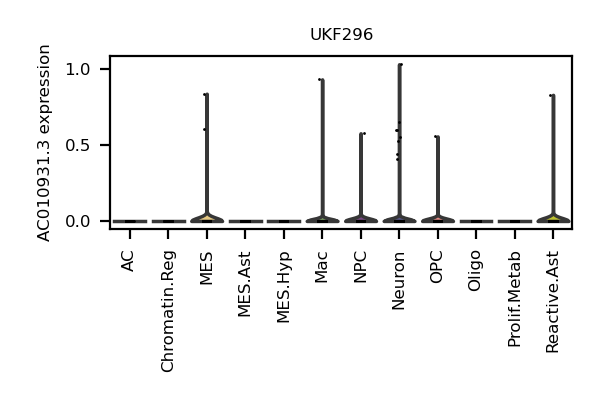 UKF296
AC010931.3 expression
1.0
0.5
0.0
AC
Chromatin.Reg
MES
MES.Ast
MES.Hyp
Mac
NPC
Neuron
OPC
Oligo
Prolif.Metab
Reactive.Ast